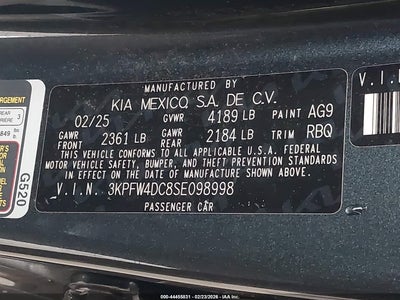 MANUFACTURED BY
KIA MEXICO, S.A. DE C.V.
02/25 GVWR 4189 LB PAINT AG9
GAWR FRONT 2361 LB GAWR REAR 2184 LB TRIM RBQ
THIS VEHICLE CONFORMS TO ALL APPLICABLE U.S.A. FEDERAL
MOTOR VEHICLE SAFETY, BUMPER, AND THEFT PREVENTION STANDARDS
IN EFFECT ON THE DATE OF MANUFACTURE SHOWN ABOVE.
V.I.N. 3KPFW4DC8SE098998
PASSENGER CAR
V.I.
G520
REAR
3
849
000-44455831 - 02/23/2026 - IAA Inc.